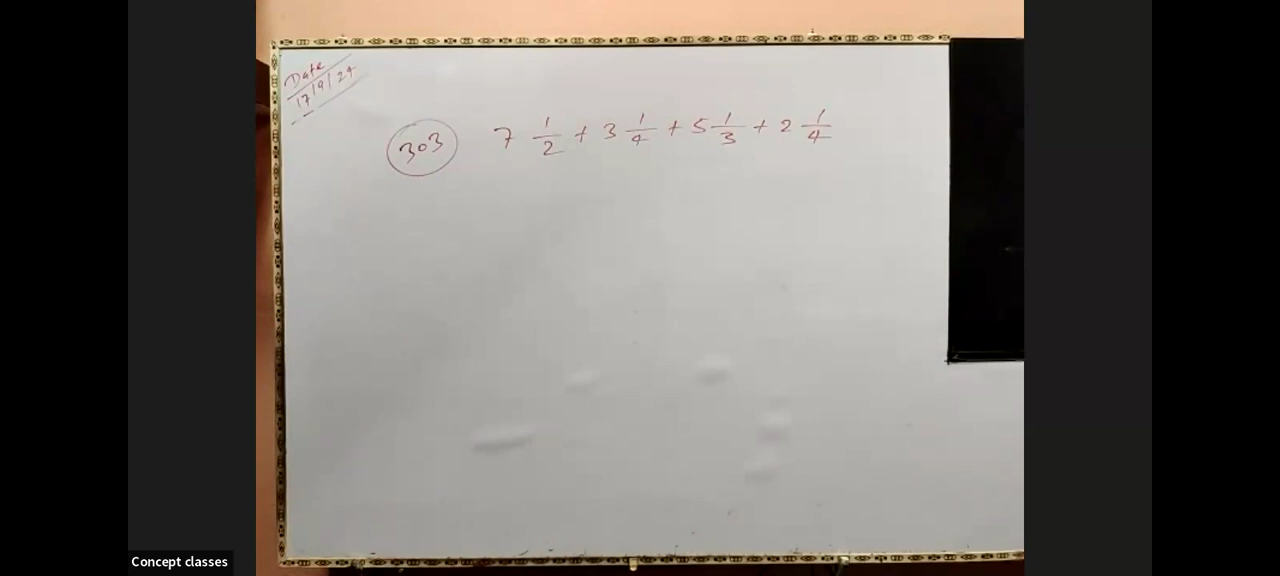 Date
17/9/24
303 7 1/2 + 3 1/4 + 5 1/3 + 2 1/4
Concept classes